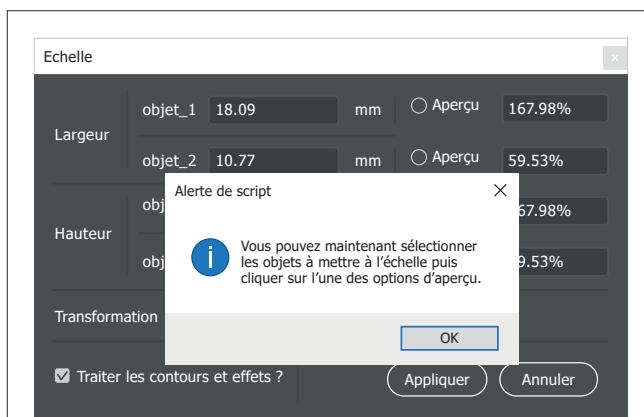 Echelle
objet_1 18.09 mm Aperçu 167.98%
Largeur
objet_2 10.77 mm Aperçu 59.53%
Alerte de script
obj 67.98%
Hauteur
Vous pouvez maintenant sélectionner
les objets à mettre à l’échelle puis
cliquer sur l’une des options d’aperçu.
obj 9.53%
Transformation
OK
Traiter les contours et effets ? Appliquer Annuler